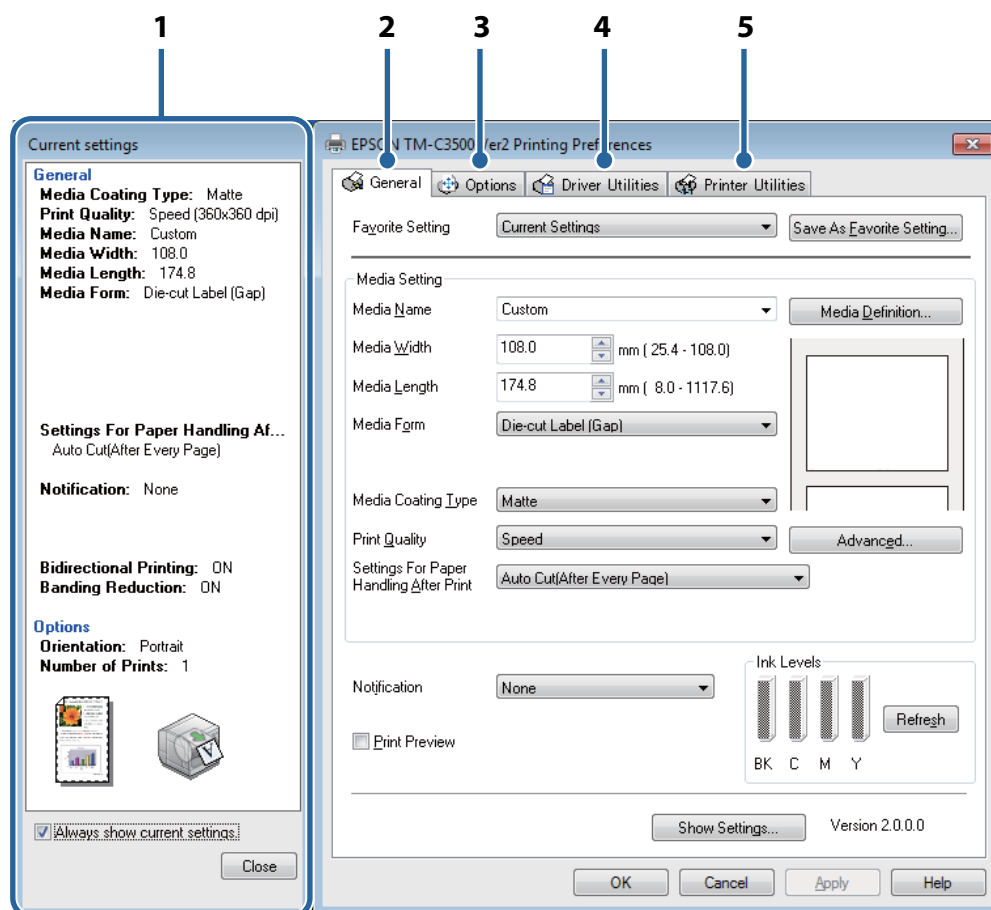 1 2 3 4 5
Current settings
General
Media Coating Type: Matte
Print Quality: Speed (360x360 dpi)
Media Name: Custom
Media Width: 108.0
Media Length: 174.8
Media Form: Die-cut Label (Gap)
Settings For Paper Handling Af...
Auto Cut(After Every Page)
Notification: None
Bidirectional Printing: ON
Banding Reduction: ON
Options
Orientation: Portrait
Number of Prints: 1
Always show current settings.
Close
EPSON TM-C3500 Ver2 Printing Preferences
General Options Driver Utilities Printer Utilities
Favorite Setting Current Settings Save As Favorite Setting...
Media Setting
Media Name Custom Media Definition...
Media Width 108.0 mm ( 25.4 - 108.0)
Media Length 174.8 mm ( 8.0 - 1117.6)
Media Form Die-cut Label (Gap)
Media Coating Type Matte
Print Quality Speed Advanced...
Settings For Paper
Handling After Print Auto Cut(After Every Page)
Notification None
Print Preview
Ink Levels
Refresh
BK C M Y
Show Settings... Version 2.0.0.0
OK Cancel Apply Help